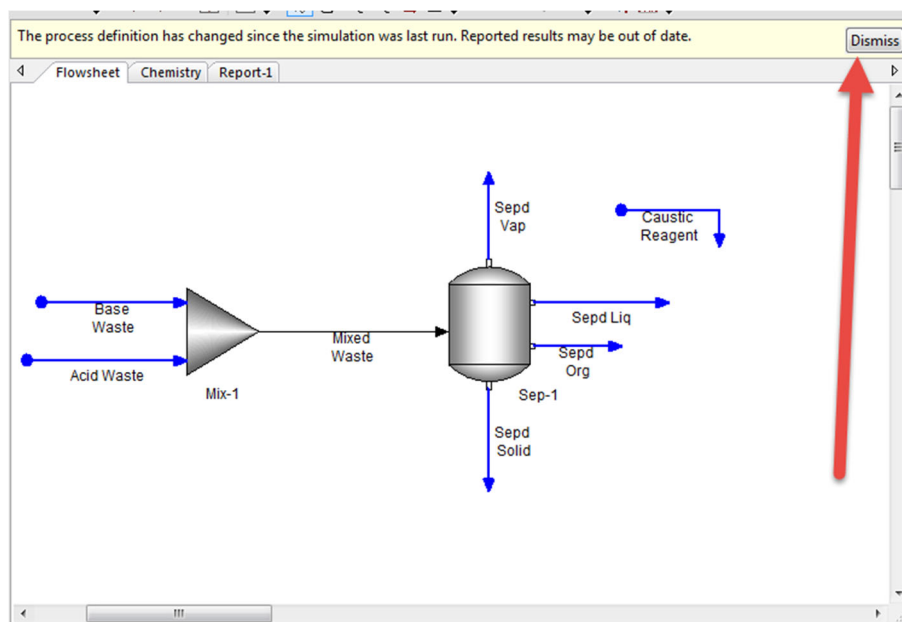 The process definition has changed since the simulation was last run. Reported results may be out of date.
Dismiss
Flowsheet
Chemistry
Report-1
Sepd
Vap
Caustic
Reagent
Base
Waste
Sepd Liq
Mixed
Waste
Sepd
Org
Acid Waste
Mix-1
Sep-1
Sepd
Solid